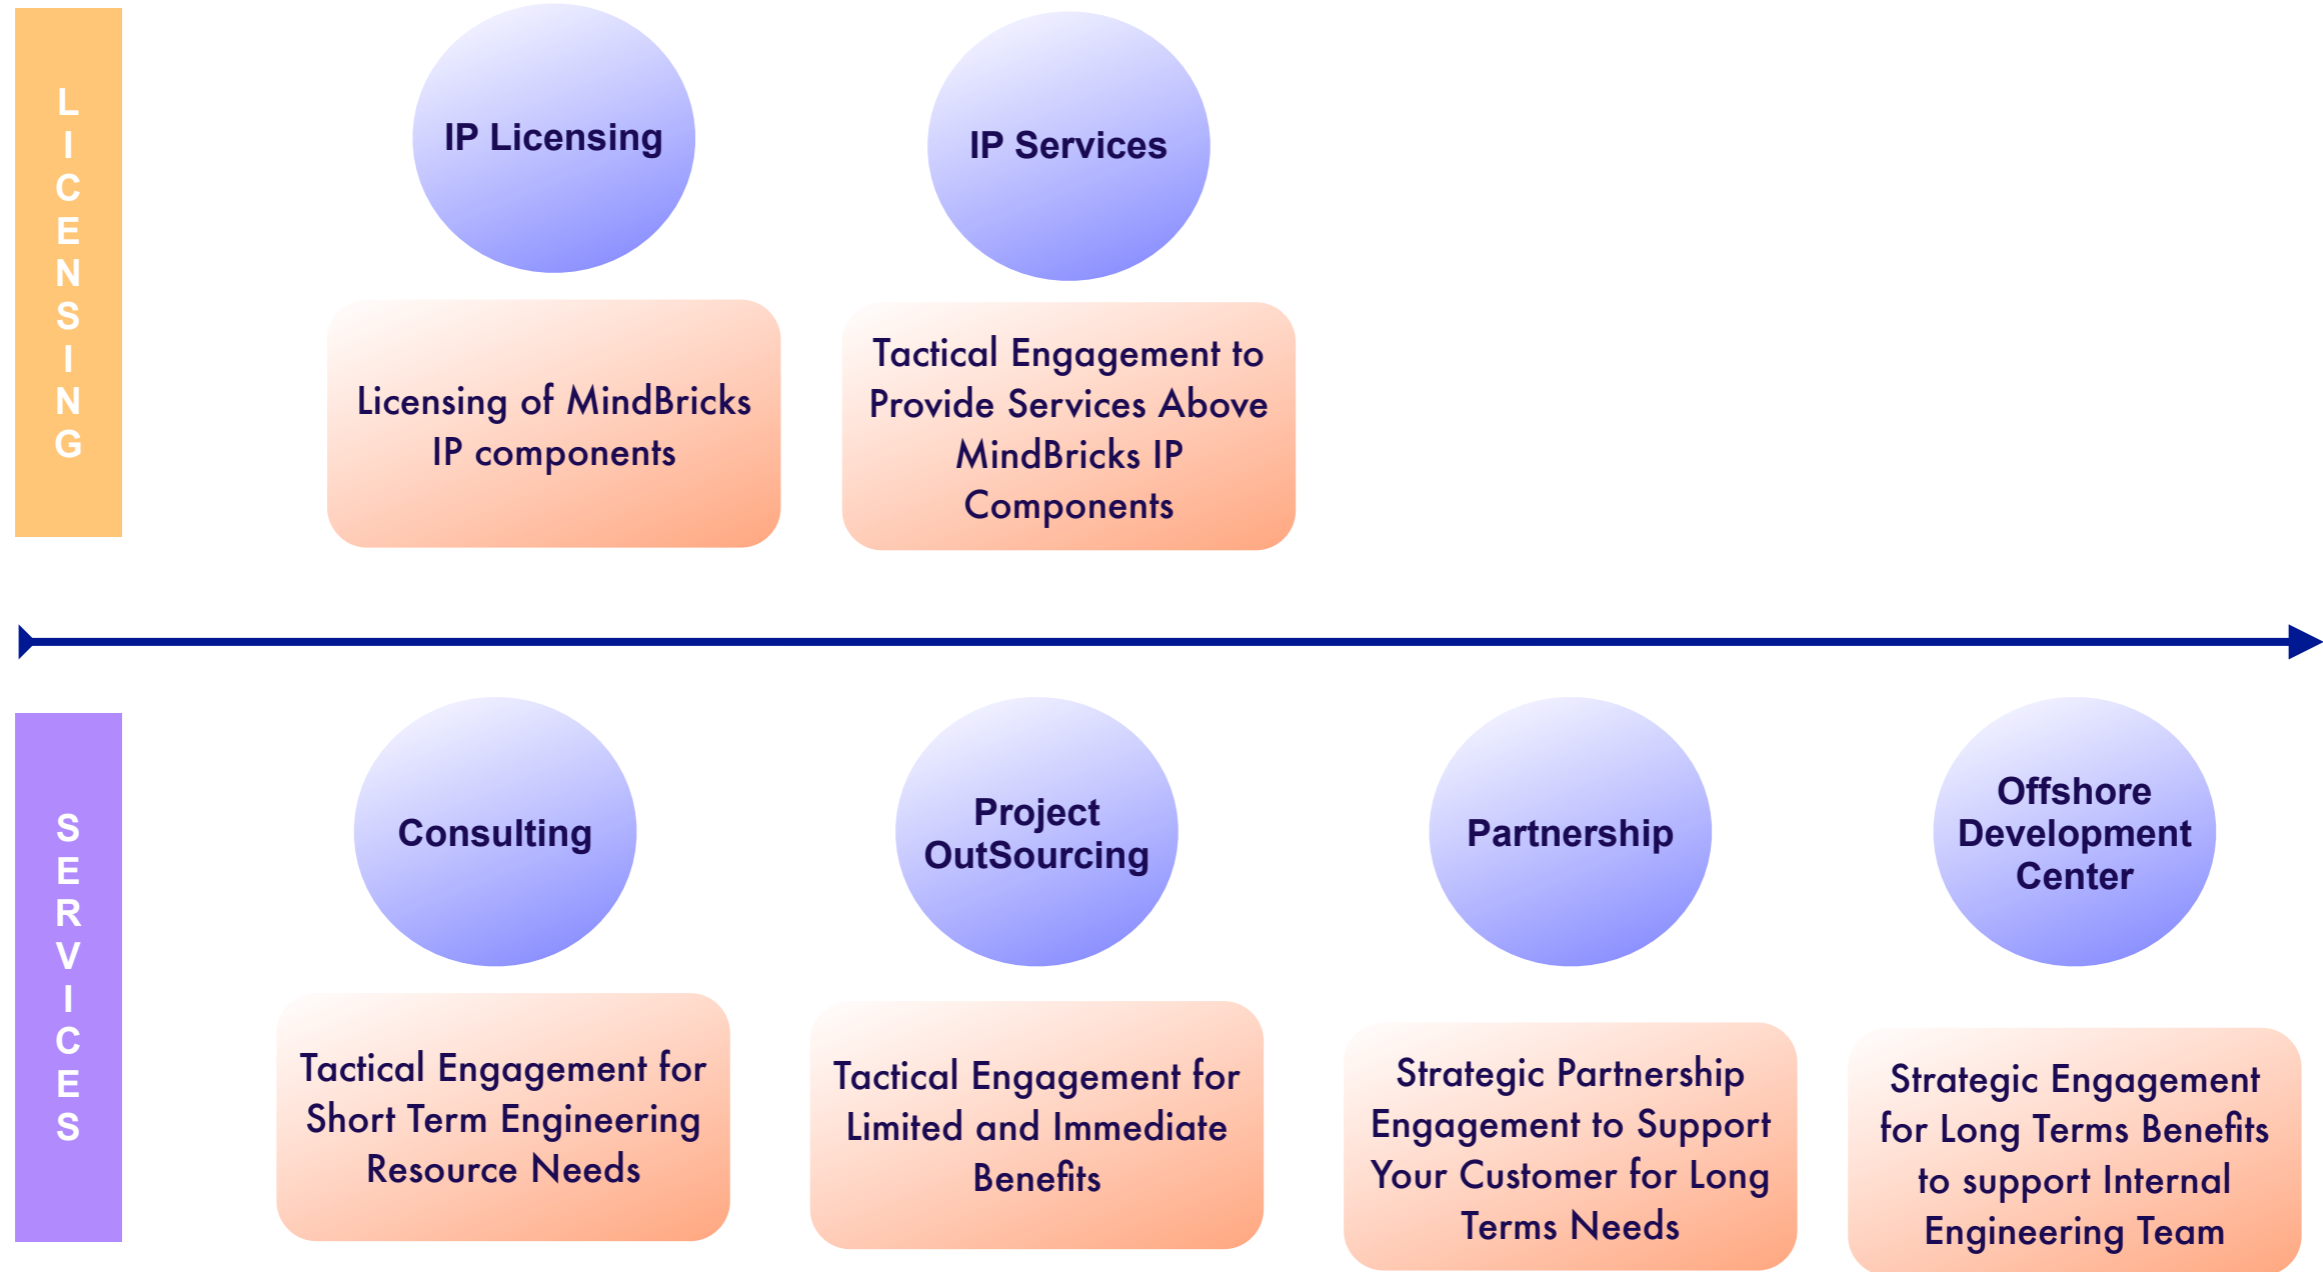 LICENSING
IP Licensing
IP Services
Licensing of MindBricks
IP components
Tactical Engagement to
Provide Services Above
MindBricks IP
Components
SERVICES
Consulting
Project
OutSourcing
Partnership
Offshore
Development
Center
Tactical Engagement for
Short Term Engineering
Resource Needs
Tactical Engagement for
Limited and Immediate
Benefits
Strategic Partnership
Engagement to Support
Your Customer for Long
Terms Needs
Strategic Engagement
for Long Terms Benefits
to support Internal
Engineering Team